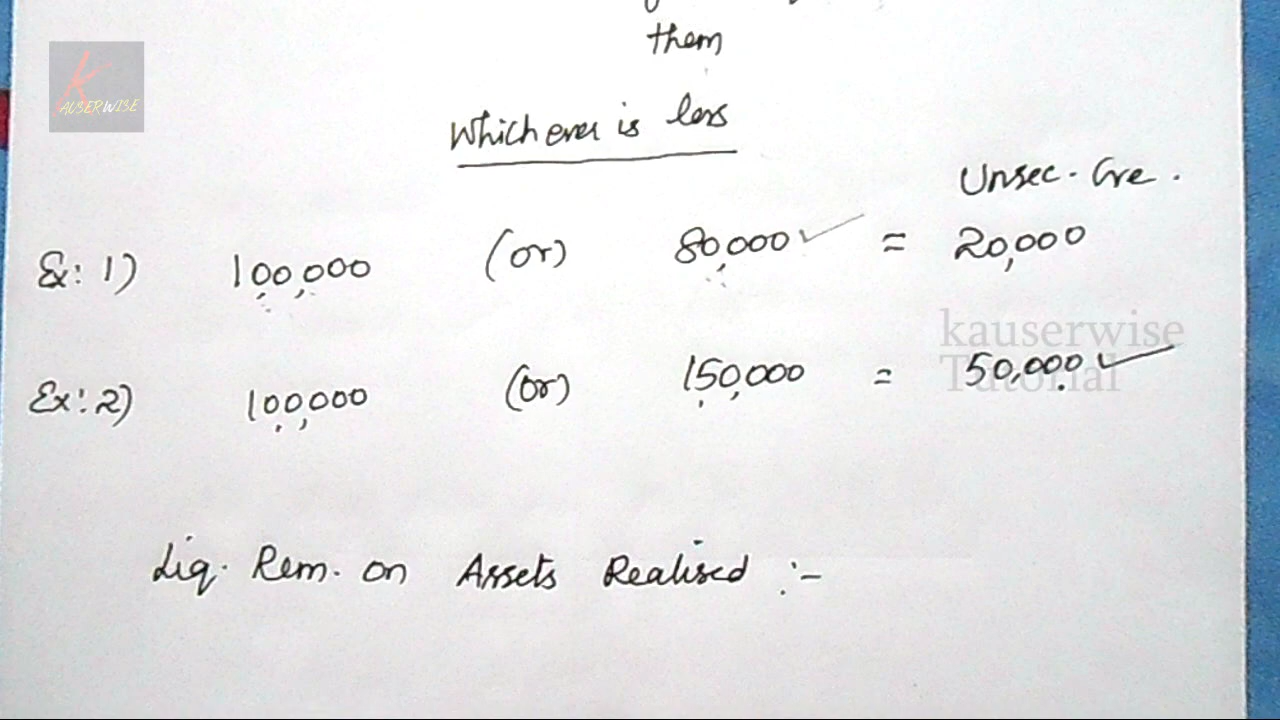 them
KAUSERWISE
Whichever is less
Unsec. Cre.
Ex: 1) 100,000 (or) 80,000 ✓ = 20,000
kauserwise
Tutorial
Ex: 2) 100,000 (or) 150,000 = 50,000 ✓
Liq. Rem. on Assets Realised :-